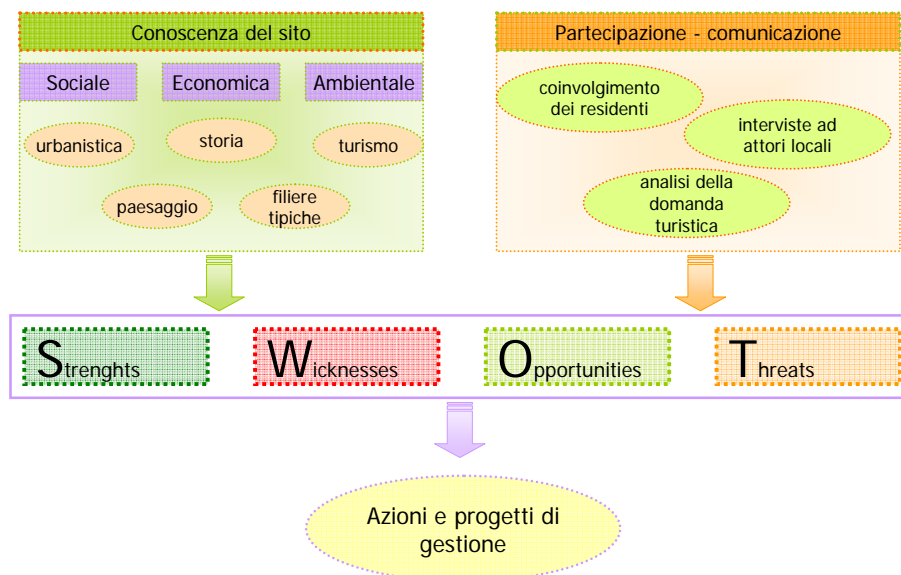 Conoscenza del sito
Sociale
Economica
Ambientale
urbanistica
storia
turismo
paesaggio
filiere
tipiche
Partecipazione - comunicazione
coinvolgimento
dei residenti
interviste ad
attori locali
analisi della
domanda
turistica
Strenghts
Wicknesses
Opportunities
Threats
Azioni e progetti di
gestione